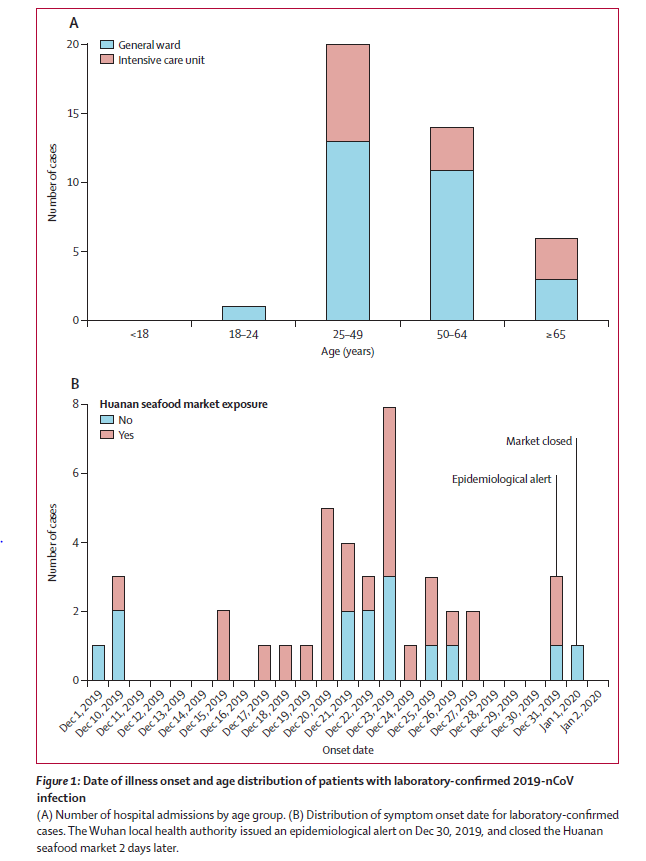 A
20
General ward
Intensive care unit
15
10
5
0
Number of cases
<18
18–24
25–49
50–64
≥65
Age (years)
B
8
Huanan seafood market exposure
No
Yes
Market closed
6
Epidemiological alert
4
2
0
Number of cases
Dec 1, 2019
Dec 10, 2019
Dec 11, 2019
Dec 12, 2019
Dec 13, 2019
Dec 14, 2019
Dec 15, 2019
Dec 16, 2019
Dec 17, 2019
Dec 18, 2019
Dec 19, 2019
Dec 20, 2019
Dec 21, 2019
Dec 22, 2019
Dec 23, 2019
Dec 24, 2019
Dec 25, 2019
Dec 26, 2019
Dec 27, 2019
Dec 28, 2019
Dec 29, 2019
Dec 30, 2019
Dec 31, 2019
Jan 1, 2020
Jan 2, 2020
Onset date
Figure 1: Date of illness onset and age distribution of patients with laboratory-confirmed 2019-nCoV
infection
(A) Number of hospital admissions by age group. (B) Distribution of symptom onset date for laboratory-confirmed
cases. The Wuhan local health authority issued an epidemiological alert on Dec 30, 2019, and closed the Huanan
seafood market 2 days later.